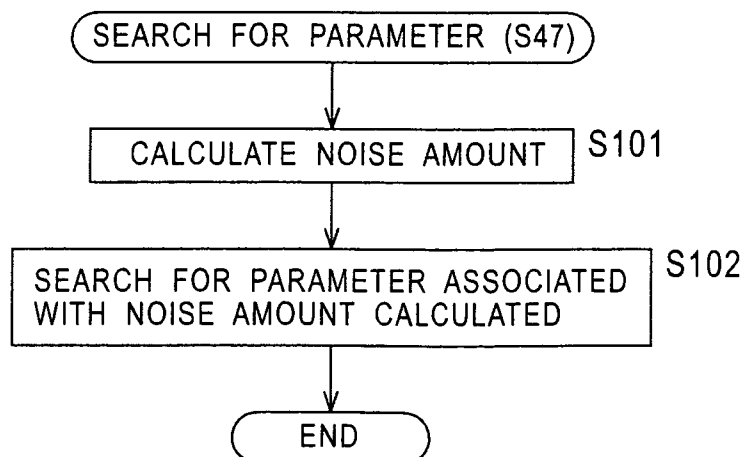 SEARCH FOR PARAMETER (S47)
CALCULATE NOISE AMOUNT
S101
SEARCH FOR PARAMETER ASSOCIATED
WITH NOISE AMOUNT CALCULATED
S102
END